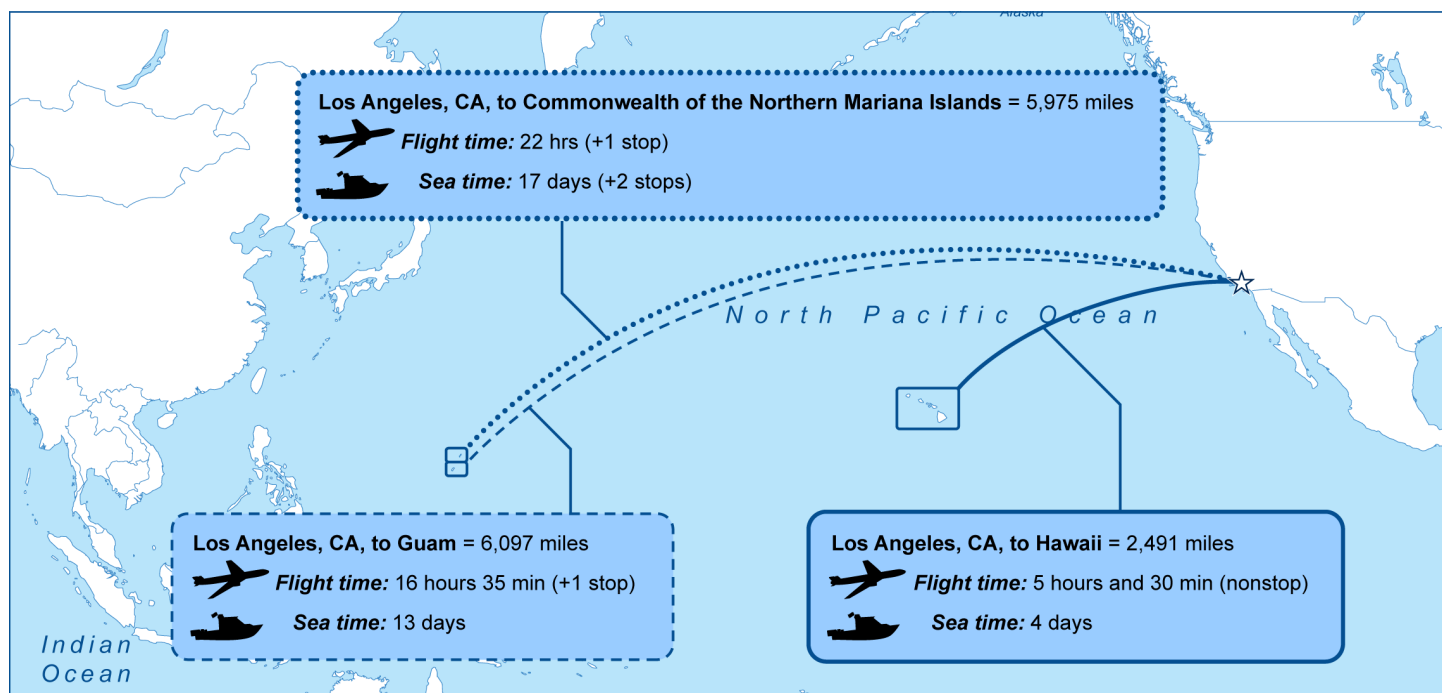 Alaska
Los Angeles, CA, to Commonwealth of the Northern Mariana Islands = 5,975 miles
Flight time: 22 hrs (+1 stop)
Sea time: 17 days (+2 stops)
North Pacific Ocean
Los Angeles, CA, to Guam = 6,097 miles
Flight time: 16 hours 35 min (+1 stop)
Sea time: 13 days
Los Angeles, CA, to Hawaii = 2,491 miles
Flight time: 5 hours and 30 min (nonstop)
Sea time: 4 days
Indian
Ocean